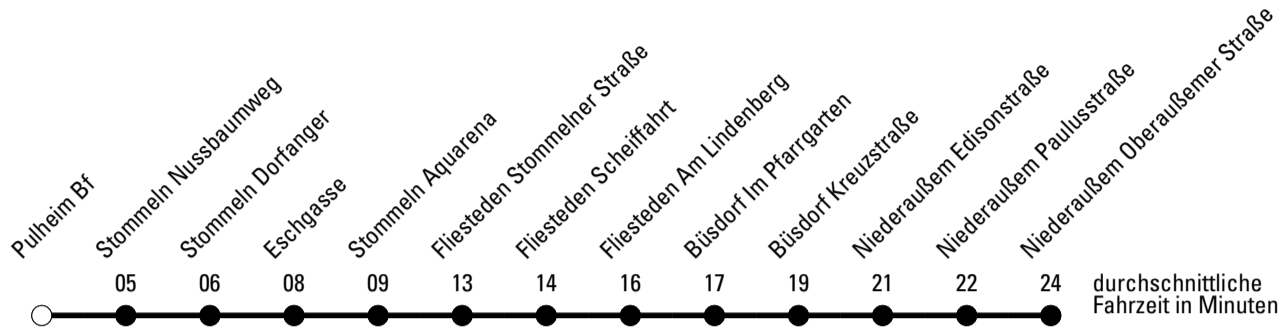 Pulheim Bf
Stommeln Nussbaumweg
Stommeln Dorfanger
Eschgasse
Stommeln Aquarena
Fliesteden Stommelner Straße
Fliesteden Scheiffahrt
Fliesteden Am Lindenberg
Büsdorf Im Pfarrgarten
Büsdorf Kreuzstraße
Niederaußem Edisonstraße
Niederaußem Paulusstraße
Niederaußem Oberaußemer Straße
05 06 08 09 13 14 16 17 19 21 22 24 durchschnittliche
Fahrzeit in Minuten